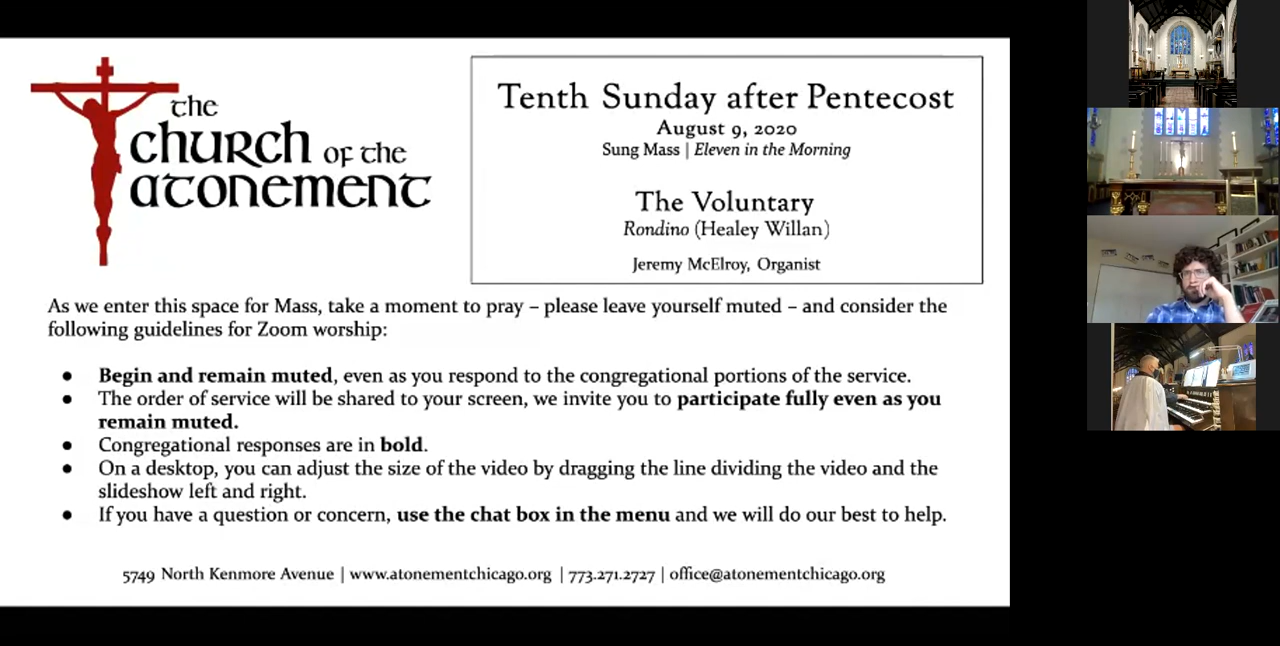 the
church of the
atonement
Tenth Sunday after Pentecost
August 9, 2020
Sung Mass | Eleven in the Morning
The Voluntary
Rondino (Healey Willan)
Jeremy McElroy, Organist
As we enter this space for Mass, take a moment to pray – please leave yourself muted – and consider the
following guidelines for Zoom worship:
● Begin and remain muted, even as you respond to the congregational portions of the service.
● The order of service will be shared to your screen, we invite you to participate fully even as you
remain muted.
● Congregational responses are in bold.
● On a desktop, you can adjust the size of the video by dragging the line dividing the video and the
slideshow left and right.
● If you have a question or concern, use the chat box in the menu and we will do our best to help.
5749 North Kenmore Avenue | www.atonementchicago.org | 773.271.2727 | office@atonementchicago.org